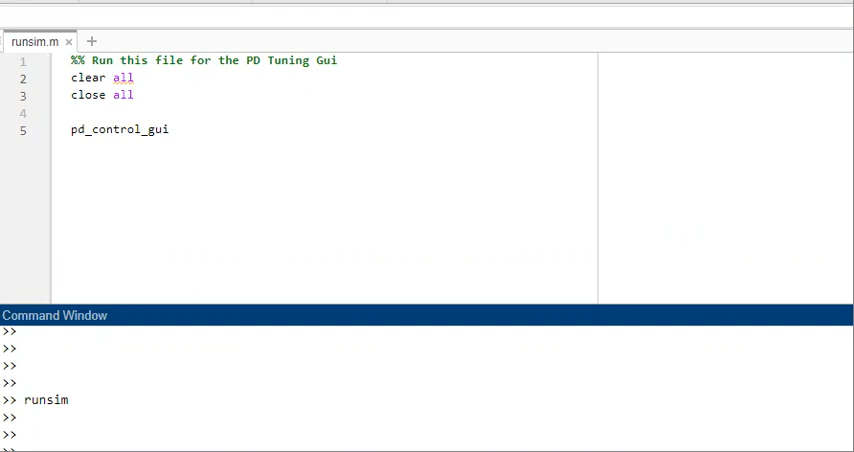 runsim.m × +
1 %% Run this file for the PD Tuning Gui
2 clear all
3 close all
4
5 pd_control_gui
Command Window
>>
>>
>>
>>
>> runsim
>>
>>